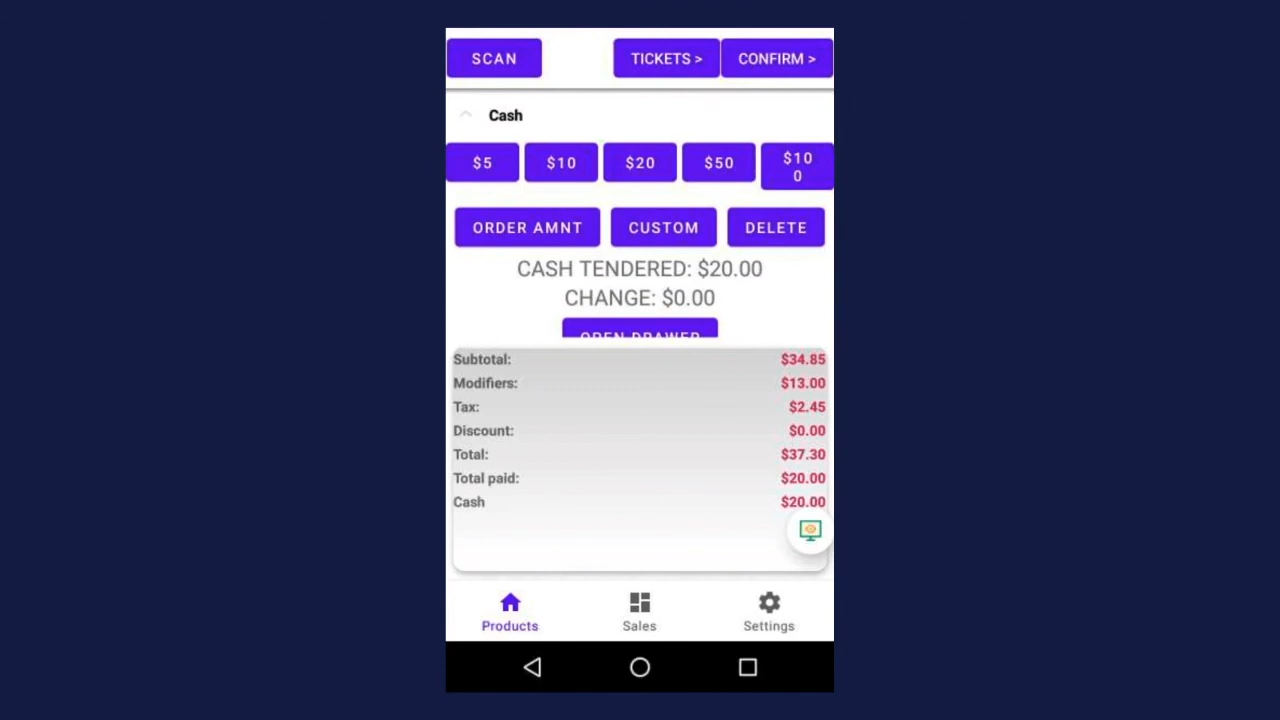 SCAN TICKETS > CONFIRM >
Cash
$5 $10 $20 $50 $10
0
ORDER AMNT CUSTOM DELETE
CASH TENDERED: $20.00
CHANGE: $0.00
OPEN DRAWER
Subtotal: $34.85
Modifiers: $13.00
Tax: $2.45
Discount: $0.00
Total: $37.30
Total paid: $20.00
Cash $20.00
Products Sales Settings